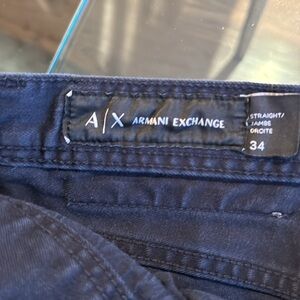 A|X ARMANI EXCHANGE
STRAIGHT/
JAMBE
DROITE
34